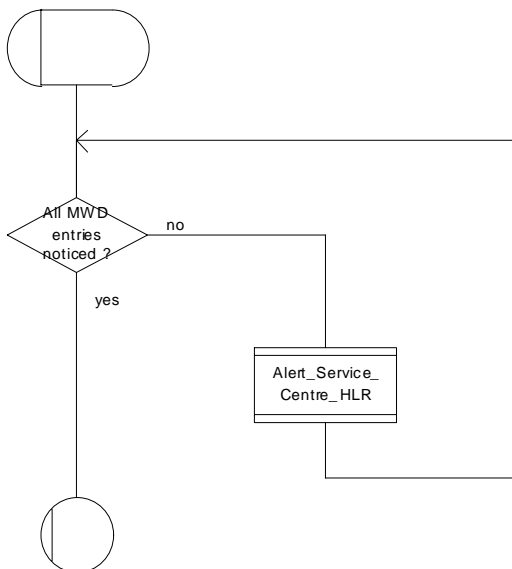 All MWD
entries
noticed ?
no
yes
Alert_Service_
Centre_HLR